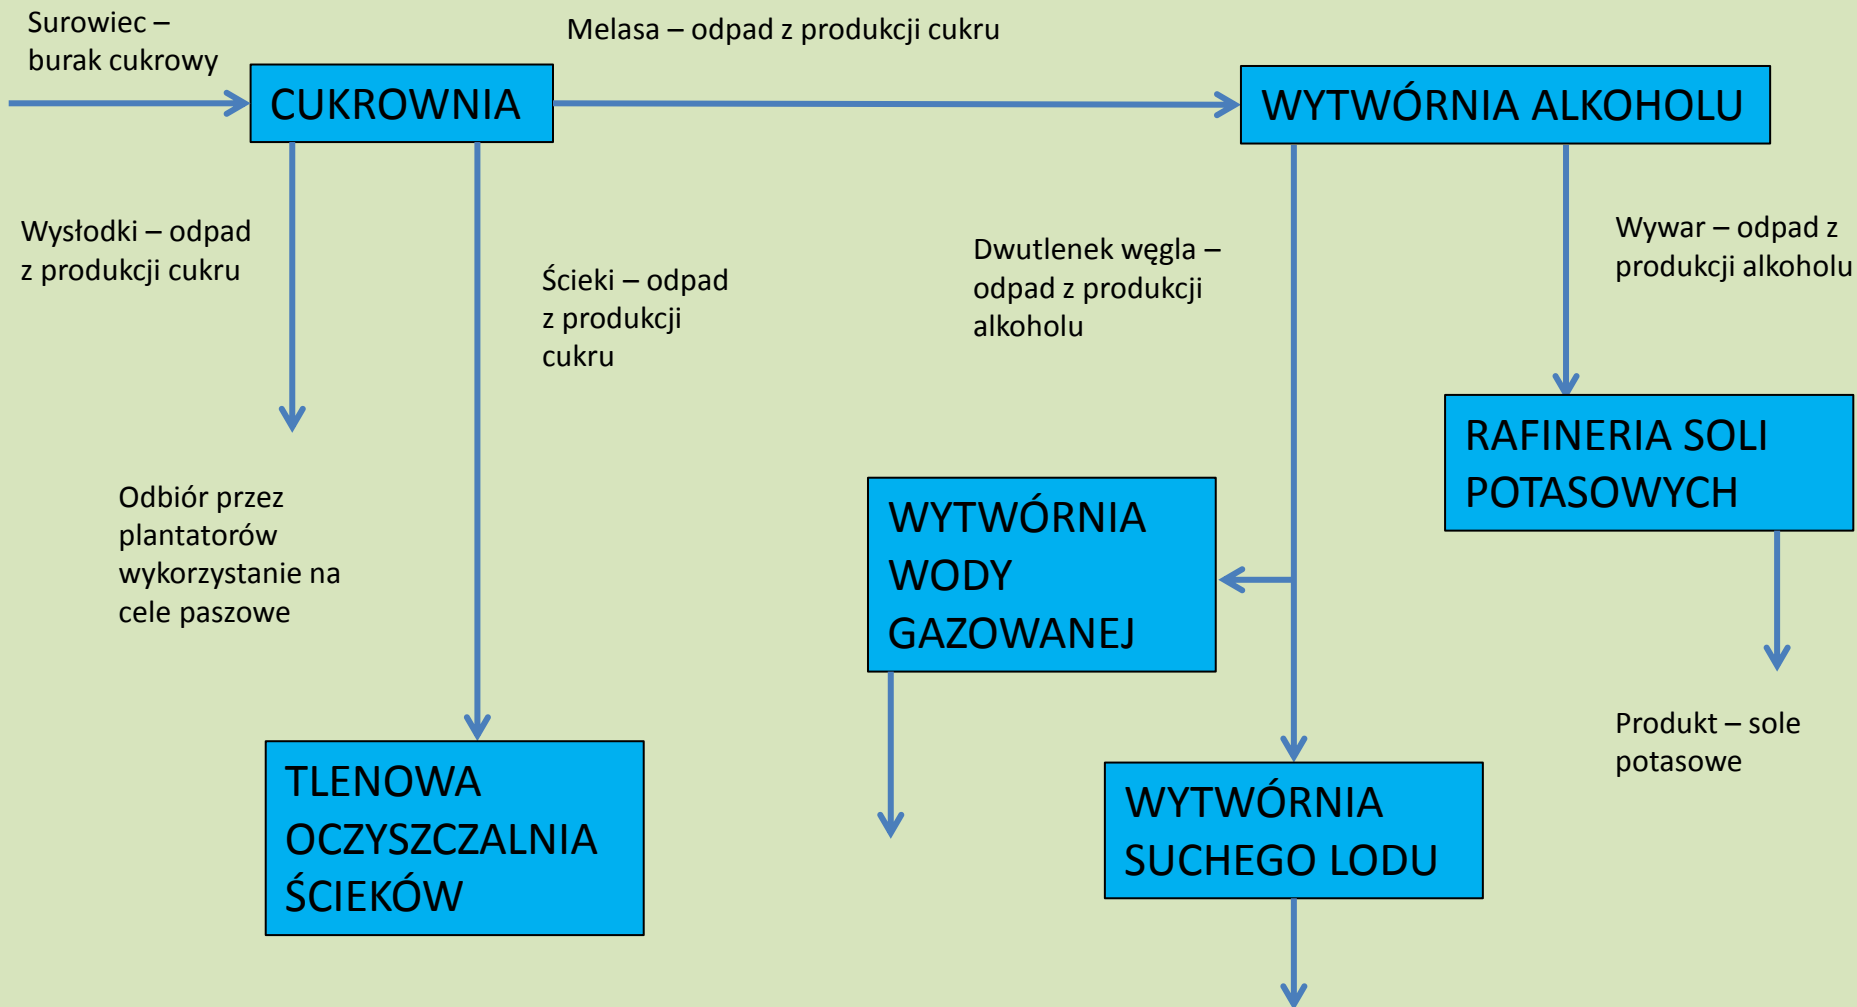 Surowiec –
burak cukrowy
Melasa – odpad z produkcji cukru
CUKROWNIA
WYTWÓRNIA ALKOHOLU
Wysłodki – odpad
z produkcji cukru
Ścieki – odpad
z produkcji
cukru
Dwutlenek węgla –
odpad z produkcji
alkoholu
Wywar – odpad z
produkcji alkoholu
Odbiór przez
plantatorów
wykorzystanie na
cele paszowe
WYTWÓRNIA
WODY
GAZOWANEJ
RAFINERIA SOLI
POTASOWYCH
Produkt – sole
potasowe
TLENOWA
OCZYSZCZALNIA
ŚCIEKÓW
WYTWÓRNIA
SUCHEGO LODU